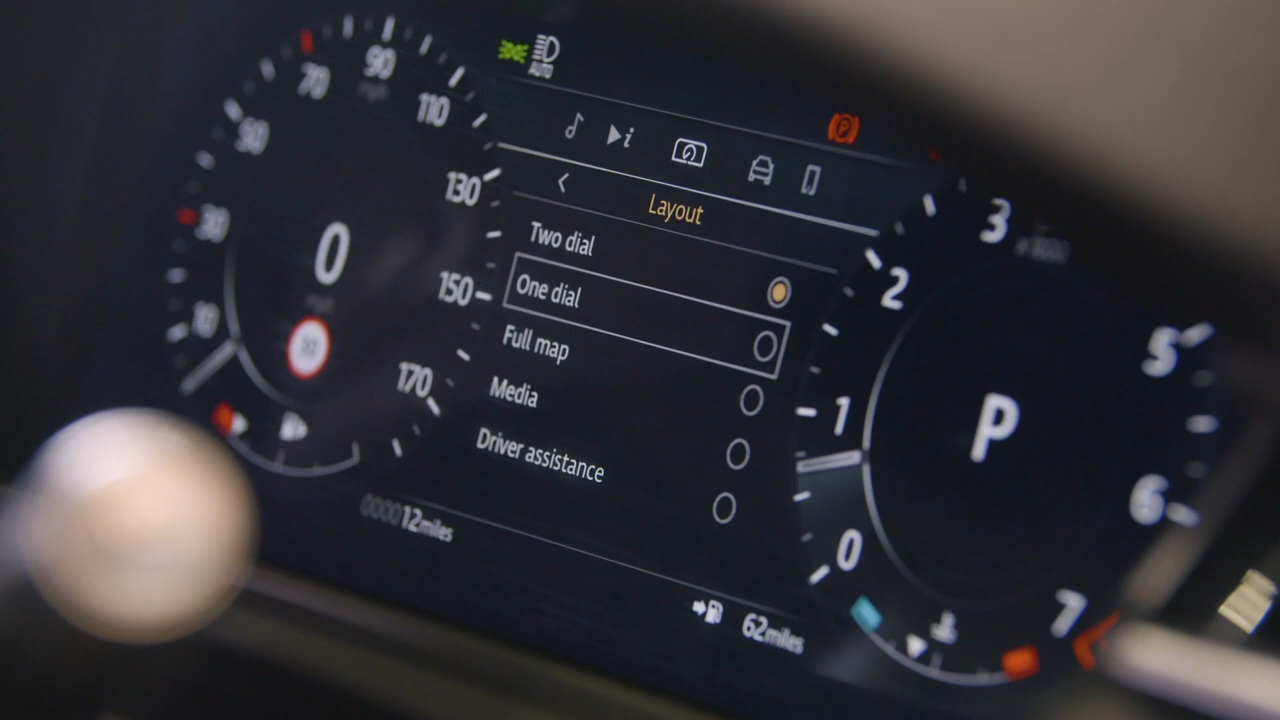 AUTO
10
30
50
70
90
110
130
150
170
mph
0
Layout
Two dial
One dial
Full map
Media
Driver assistance
000012miles
62miles
0
1
2
3
5
6
7
P
P